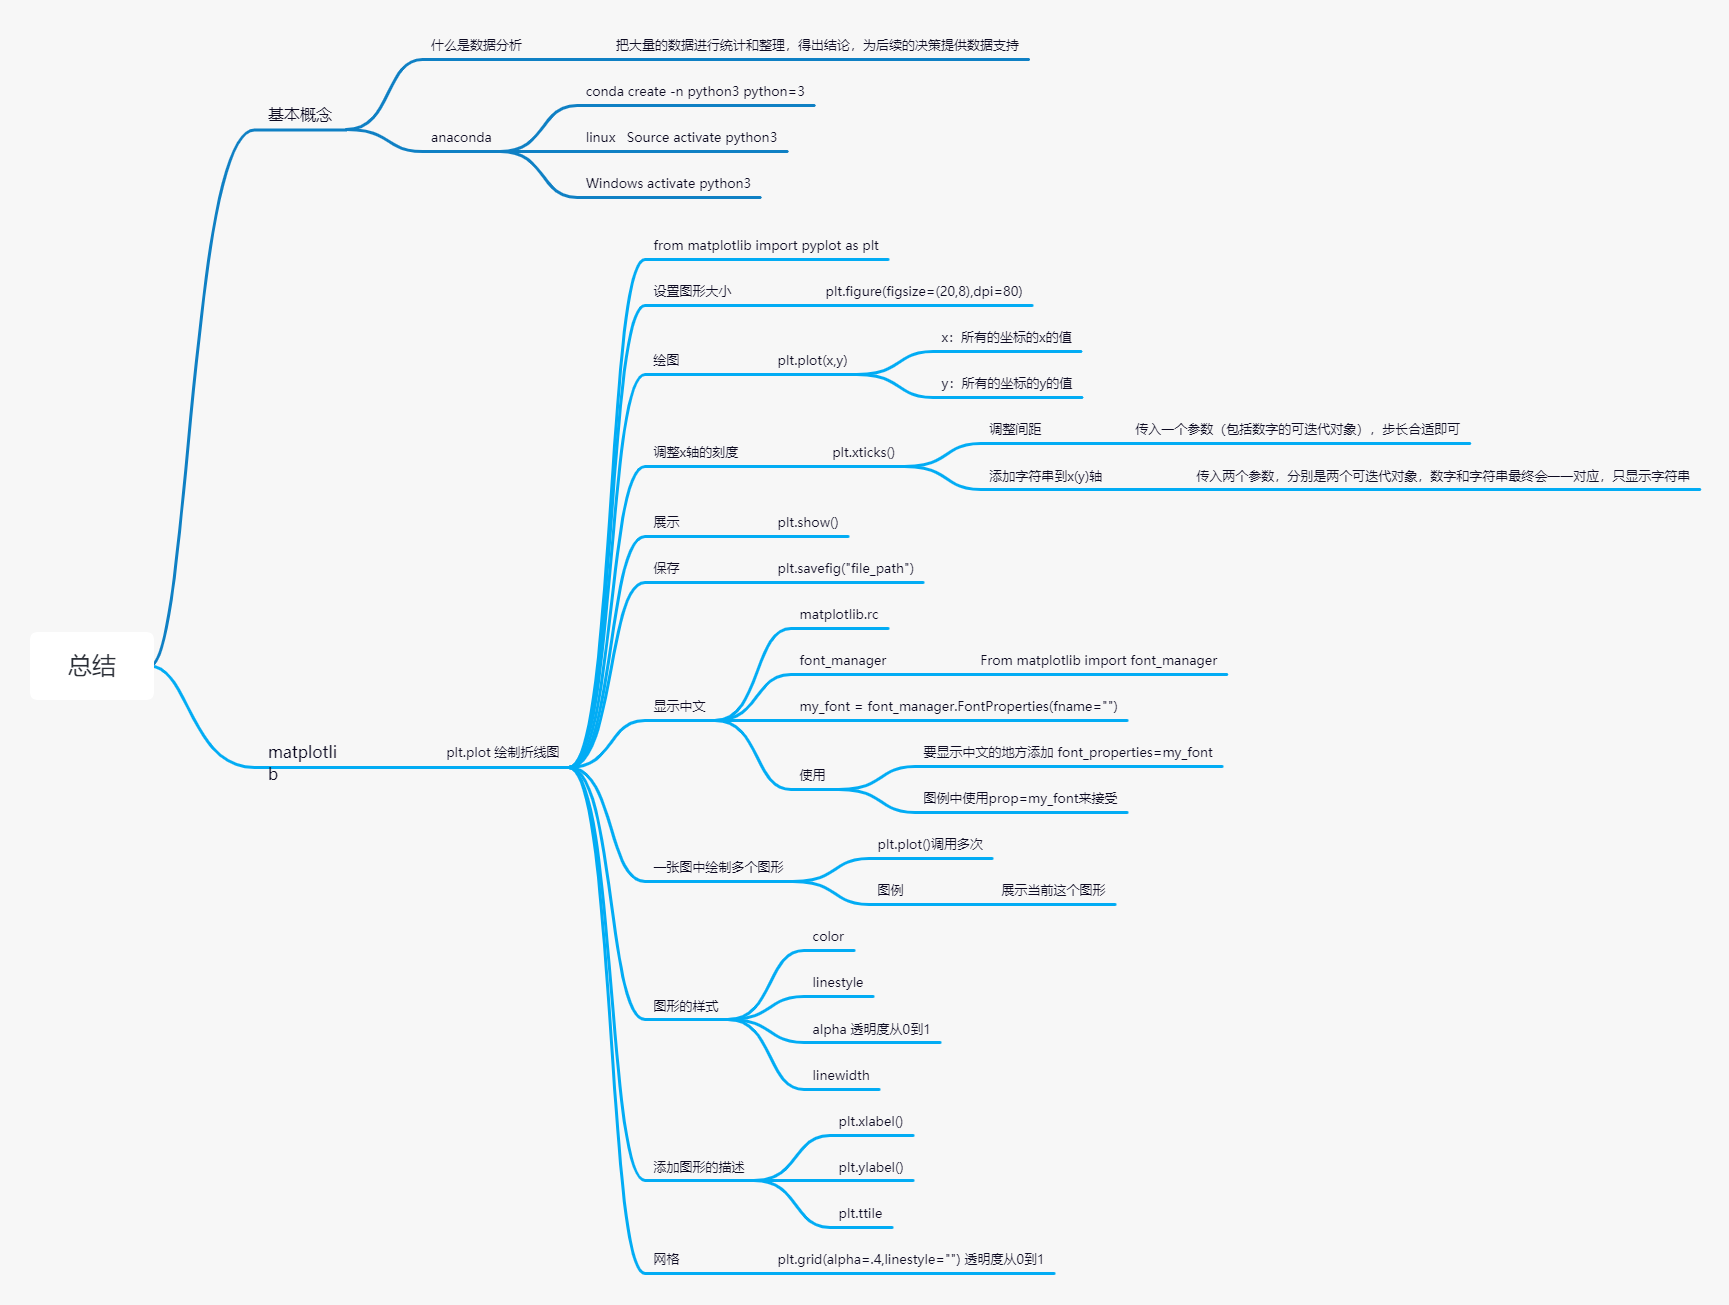 什么是数据分析
把大量的数据进行统计和整理，得出结论，为后续的决策提供数据支持
基本概念
conda create -n python3 python=3
anaconda
linux   Source activate python3
Windows activate python3
from matplotlib import pyplot as plt
设置图形大小
plt.figure(figsize=(20,8),dpi=80)
绘图
plt.plot(x,y)
x：所有的坐标的x的值
y：所有的坐标的y的值
调整x轴的刻度
plt.xticks()
调整间距
传入一个参数（包括数字的可迭代对象），步长合适即可
添加字符串到x(y)轴
传入两个参数，分别是两个可迭代对象，数字和字符串最终会一一对应，只显示字符串
展示
plt.show()
保存
plt.savefig("file_path")
总结
matplotli
b
plt.plot 绘制折线图
显示中文
matplotlib.rc
font_manager
From matplotlib import font_manager
my_font = font_manager.FontProperties(fname="")
使用
要显示中文的地方添加 font_properties=my_font
图例中使用prop=my_font来接受
一张图中绘制多个图形
plt.plot()调用多次
图例
展示当前这个图形
图形的样式
color
linestyle
alpha 透明度从0到1
linewidth
添加图形的描述
plt.xlabel()
plt.ylabel()
plt.ttile
网格
plt.grid(alpha=.4,linestyle="") 透明度从0到1